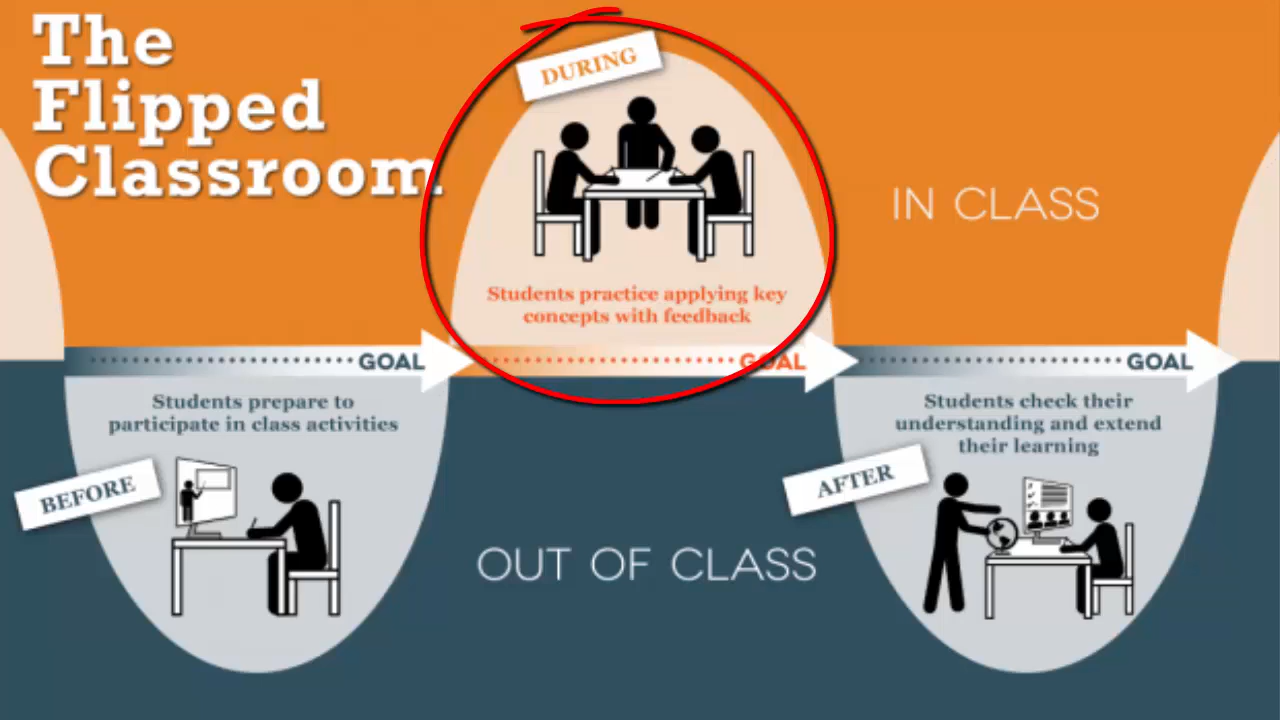 The
Flipped
Classroom
DURING
IN CLASS
Students practice applying key
concepts with feedback
GOAL
GOAL
GOAL
Students prepare to
participate in class activities
BEFORE
OUT OF CLASS
Students check their
understanding and extend
their learning
AFTER